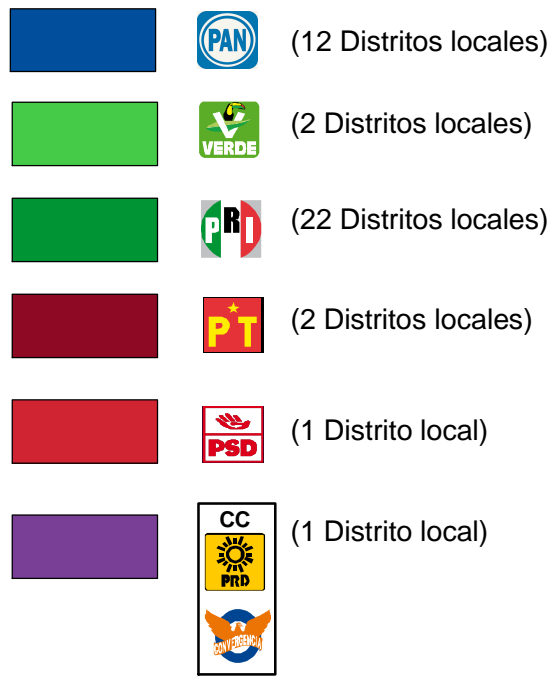 PAN (12 Distritos locales)
VERDE (2 Distritos locales)
PRI (22 Distritos locales)
PT (2 Distritos locales)
PSD (1 Distrito local)
CC (1 Distrito local)
PRD
CONVERGENCIA